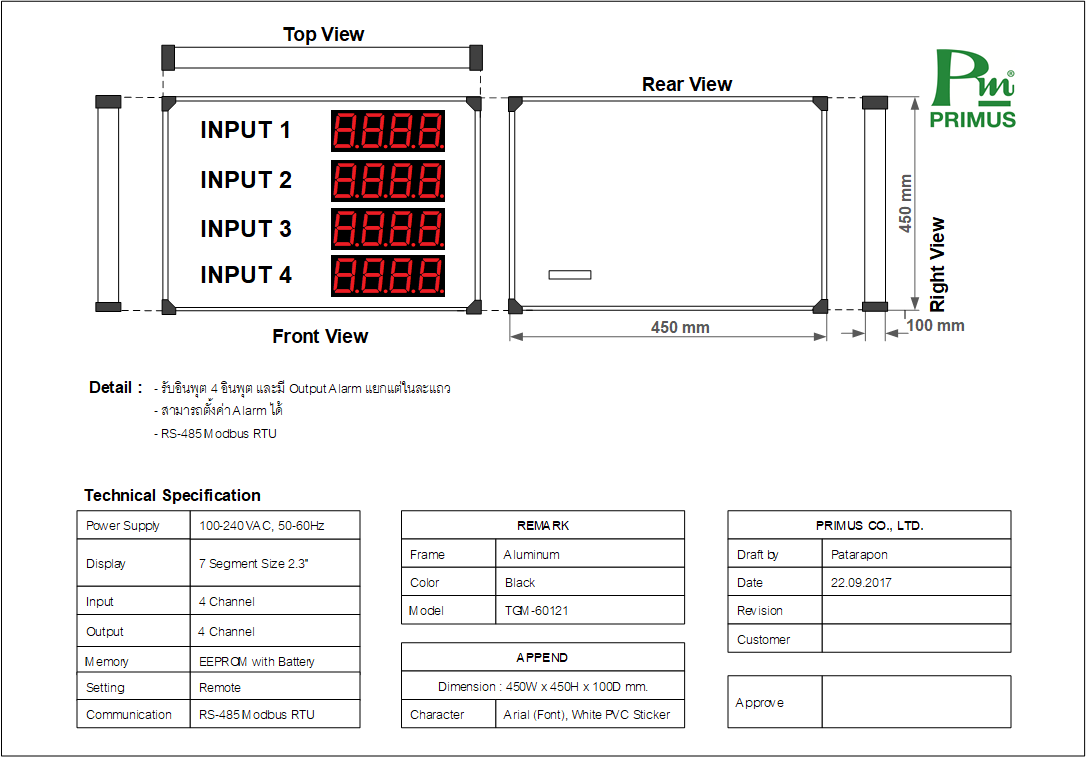 Top View
Rear View
Pm®
PRIMUS
INPUT 1 8.8.8.8.
INPUT 2 8.8.8.8.
INPUT 3 8.8.8.8.
INPUT 4 8.8.8.8.
450 mm
Right View
Front View
450 mm
100 mm
Detail : - รับอินพุต 4 อินพุต และมี Output Alarm แยกแต่ในละแถว
- สามารถตั้งค่า Alarm ได้
- RS-485 Modbus RTU
Technical Specification
Power Supply 100-240 VAC, 50-60Hz
Display 7 Segment Size 2.3"
Input 4 Channel
Output 4 Channel
Memory EEPROM with Battery
Setting Remote
Communication RS-485 Modbus RTU
REMARK
Frame Aluminum
Color Black
Model TGM-60121
APPEND
Dimension : 450W x 450H x 100D mm.
Character Arial (Font), White PVC Sticker
PRIMUS CO., LTD.
Draft by Patarapon
Date 22.09.2017
Revision
Customer
Approve